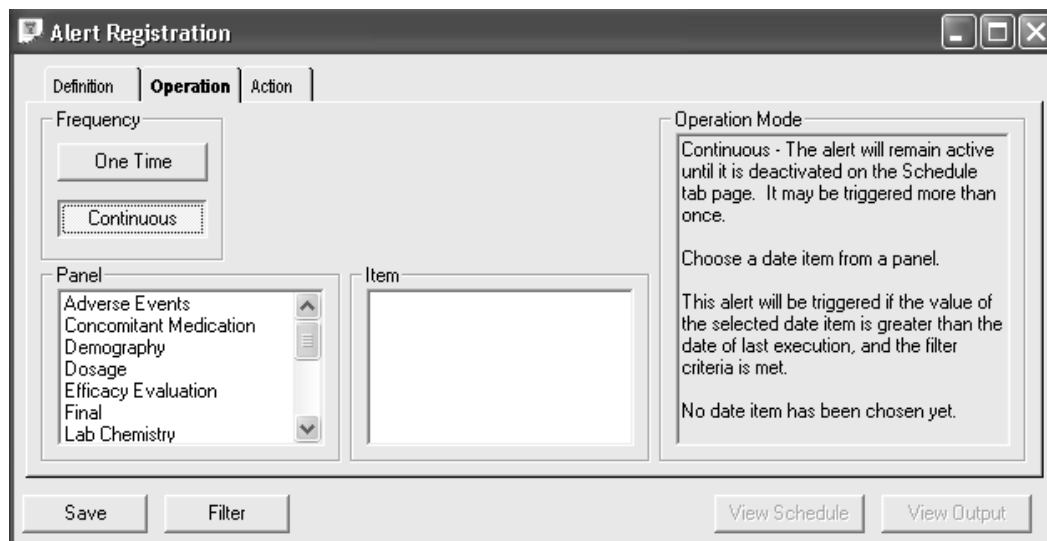 Alert Registration
Definition
Operation
Action
Frequency
One Time
Continuous
Panel
Adverse Events
Concomitant Medication
Demography
Dosage
Efficacy Evaluation
Final
Lab Chemistry
Item
Operation Mode
Continuous - The alert will remain active
until it is deactivated on the Schedule
tab page. It may be triggered more than
once.
Choose a date item from a panel.
This alert will be triggered if the value of
the selected date item is greater than the
date of last execution, and the filter
criteria is met.
No date item has been chosen yet.
Save
Filter
View Schedule
View Output